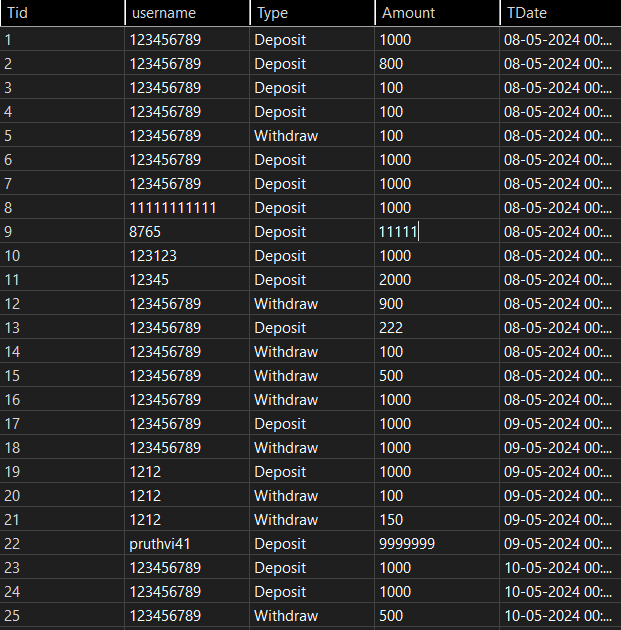 Tid username Type Amount TDate
1 123456789 Deposit 1000 08-05-2024 00:...
2 123456789 Deposit 800 08-05-2024 00:...
3 123456789 Deposit 100 08-05-2024 00:...
4 123456789 Deposit 100 08-05-2024 00:...
5 123456789 Withdraw 100 08-05-2024 00:...
6 123456789 Deposit 1000 08-05-2024 00:...
7 123456789 Deposit 1000 08-05-2024 00:...
8 11111111111 Deposit 1000 08-05-2024 00:...
9 8765 Deposit 11111 08-05-2024 00:...
10 123123 Deposit 1000 08-05-2024 00:...
11 12345 Deposit 2000 08-05-2024 00:...
12 123456789 Withdraw 900 08-05-2024 00:...
13 123456789 Deposit 222 08-05-2024 00:...
14 123456789 Withdraw 100 08-05-2024 00:...
15 123456789 Withdraw 500 08-05-2024 00:...
16 123456789 Withdraw 1000 08-05-2024 00:...
17 123456789 Deposit 1000 09-05-2024 00:...
18 123456789 Withdraw 1000 09-05-2024 00:...
19 1212 Deposit 1000 09-05-2024 00:...
20 1212 Withdraw 100 09-05-2024 00:...
21 1212 Withdraw 150 09-05-2024 00:...
22 pruthvi41 Deposit 9999999 09-05-2024 00:...
23 123456789 Deposit 1000 10-05-2024 00:...
24 123456789 Deposit 1000 10-05-2024 00:...
25 123456789 Withdraw 500 10-05-2024 00:...